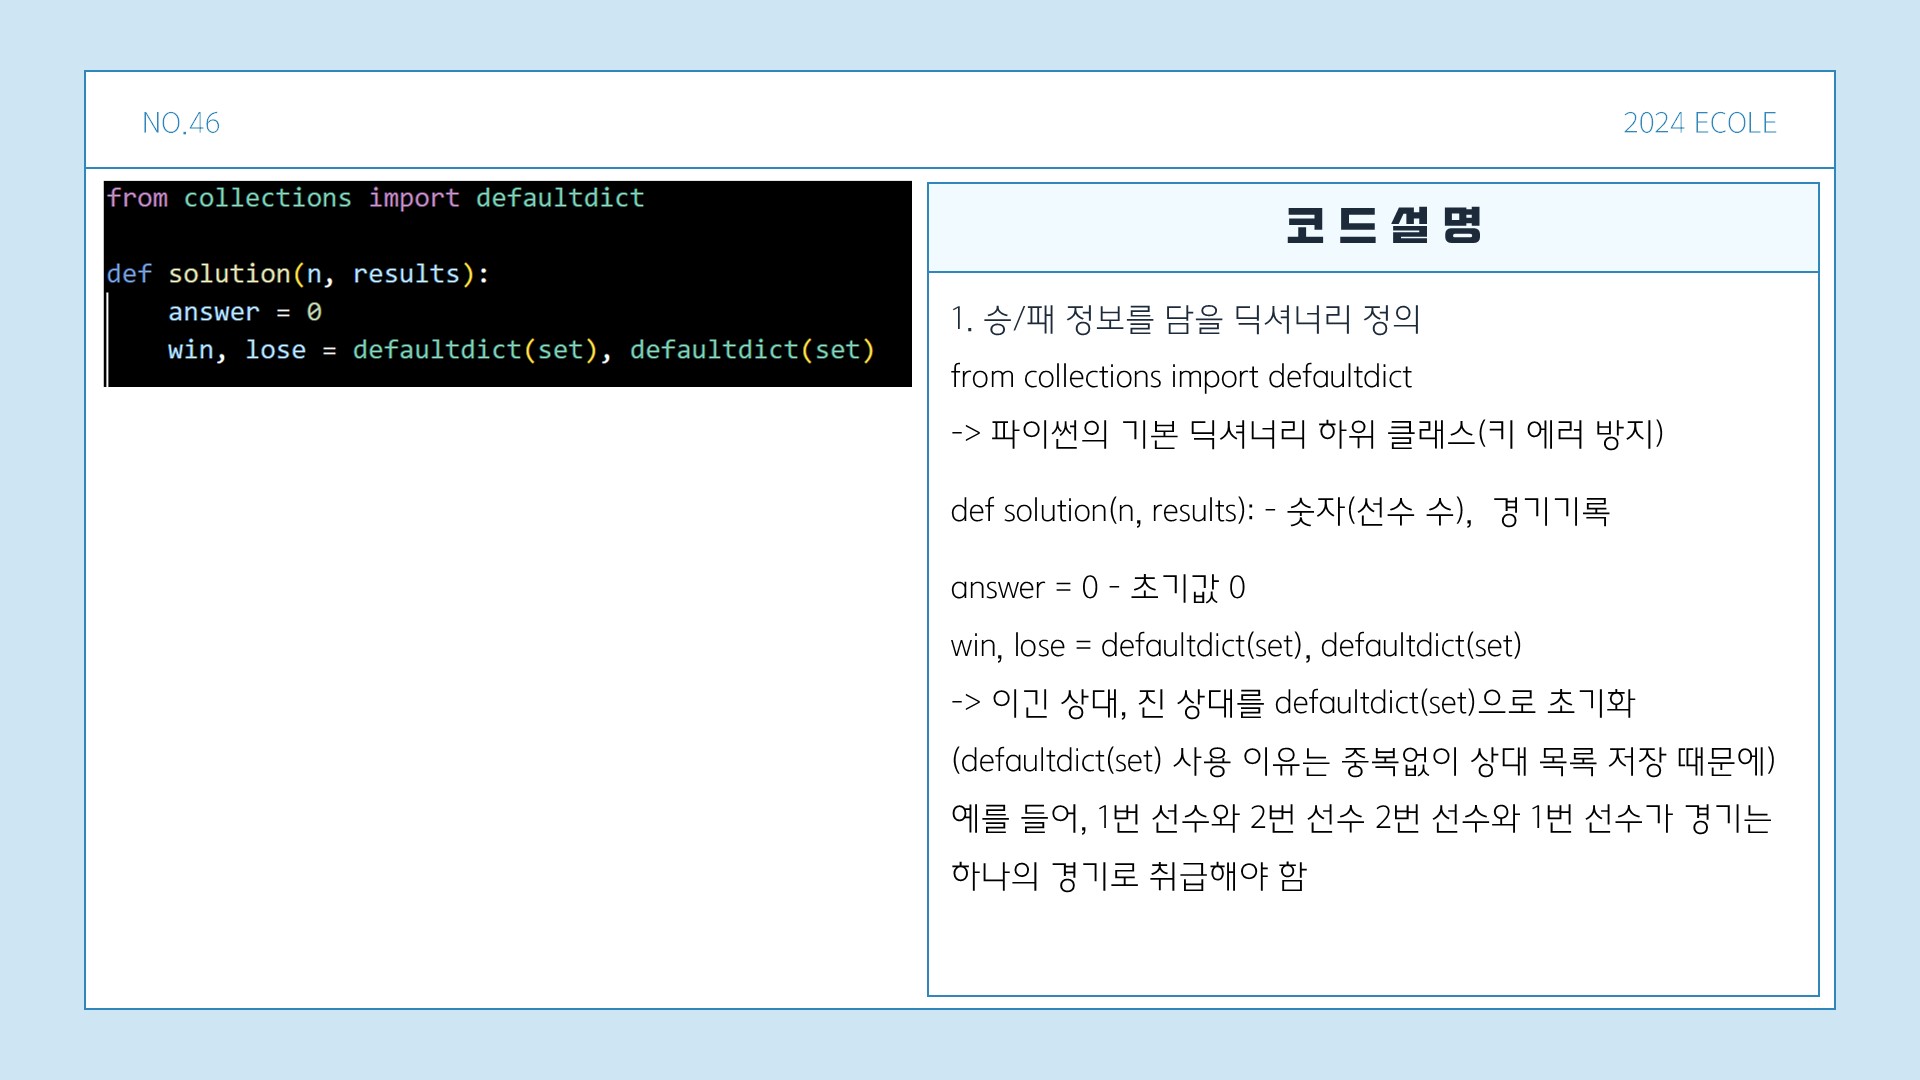 NO.46
2024 ECOLE
from collections import defaultdict
def solution(n, results):
    answer = 0
    win, lose = defaultdict(set), defaultdict(set)
코드설명
1. 승/패 정보를 담을 딕셔너리 정의
from collections import defaultdict
-> 파이썬의 기본 딕셔너리 하위 클래스(키 에러 방지)
def solution(n, results): - 숫자(선수 수),  경기기록
answer = 0 - 초기값 0
win, lose = defaultdict(set), defaultdict(set)
-> 이긴 상대, 진 상대를 defaultdict(set)으로 초기화
(defaultdict(set) 사용 이유는 중복없이 상대 목록 저장 때문에)
예를 들어, 1번 선수와 2번 선수 2번 선수와 1번 선수가 경기는
하나의 경기로 취급해야 함